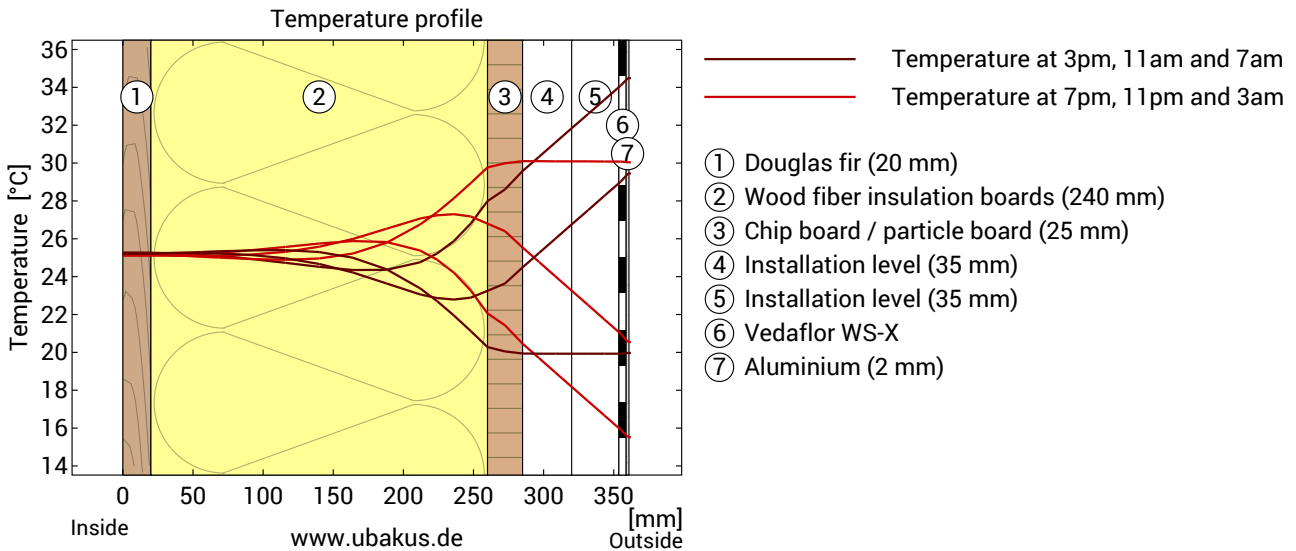 Temperature profile
Temperature [°C]
36
34
32
30
28
26
24
22
20
18
16
14
1
2
3
4
5
6
7
0
50
100
150
200
250
300
350
[mm]
Inside
www.ubakus.de
Outside
Temperature at 3pm, 11am and 7am
Temperature at 7pm, 11pm and 3am
1 Douglas fir (20 mm)
2 Wood fiber insulation boards (240 mm)
3 Chip board / particle board (25 mm)
4 Installation level (35 mm)
5 Installation level (35 mm)
6 Vedaflor WS-X
7 Aluminium (2 mm)